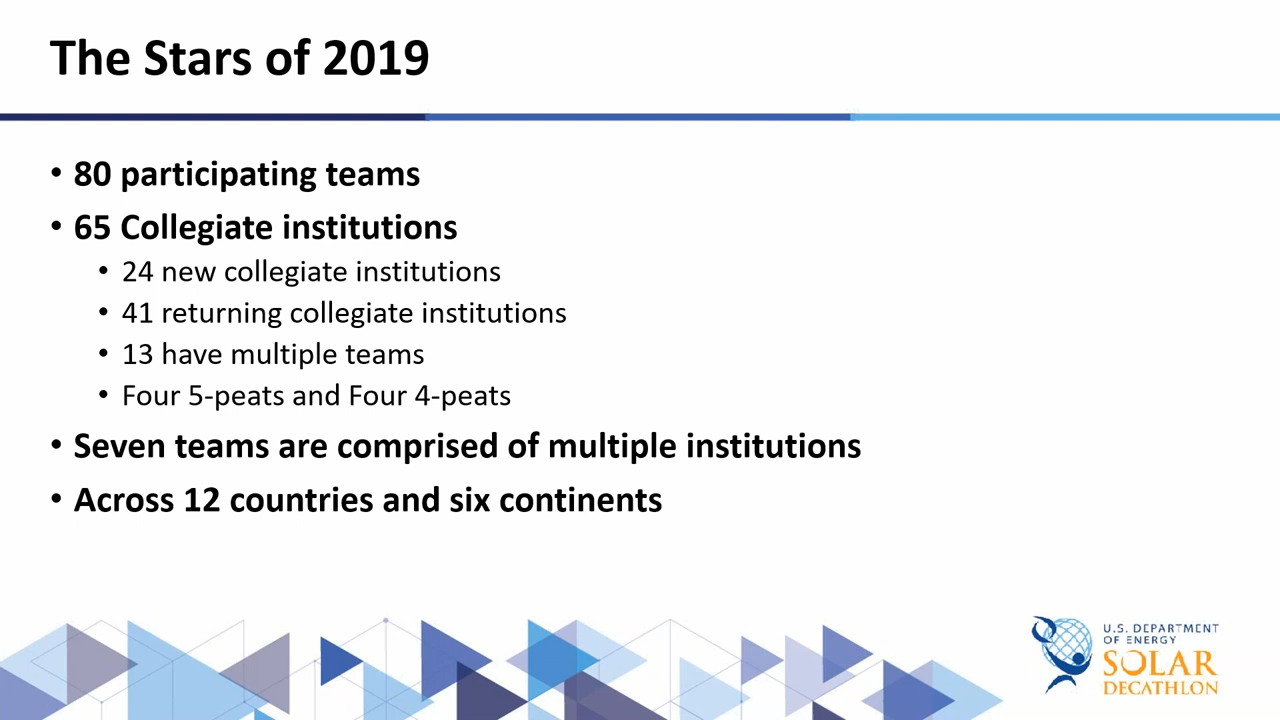 The Stars of 2019
• 80 participating teams
• 65 Collegiate institutions
• 24 new collegiate institutions
• 41 returning collegiate institutions
• 13 have multiple teams
• Four 5-peats and Four 4-peats
• Seven teams are comprised of multiple institutions
• Across 12 countries and six continents
U.S. DEPARTMENT
OF ENERGY
SOLAR
DECATHLON